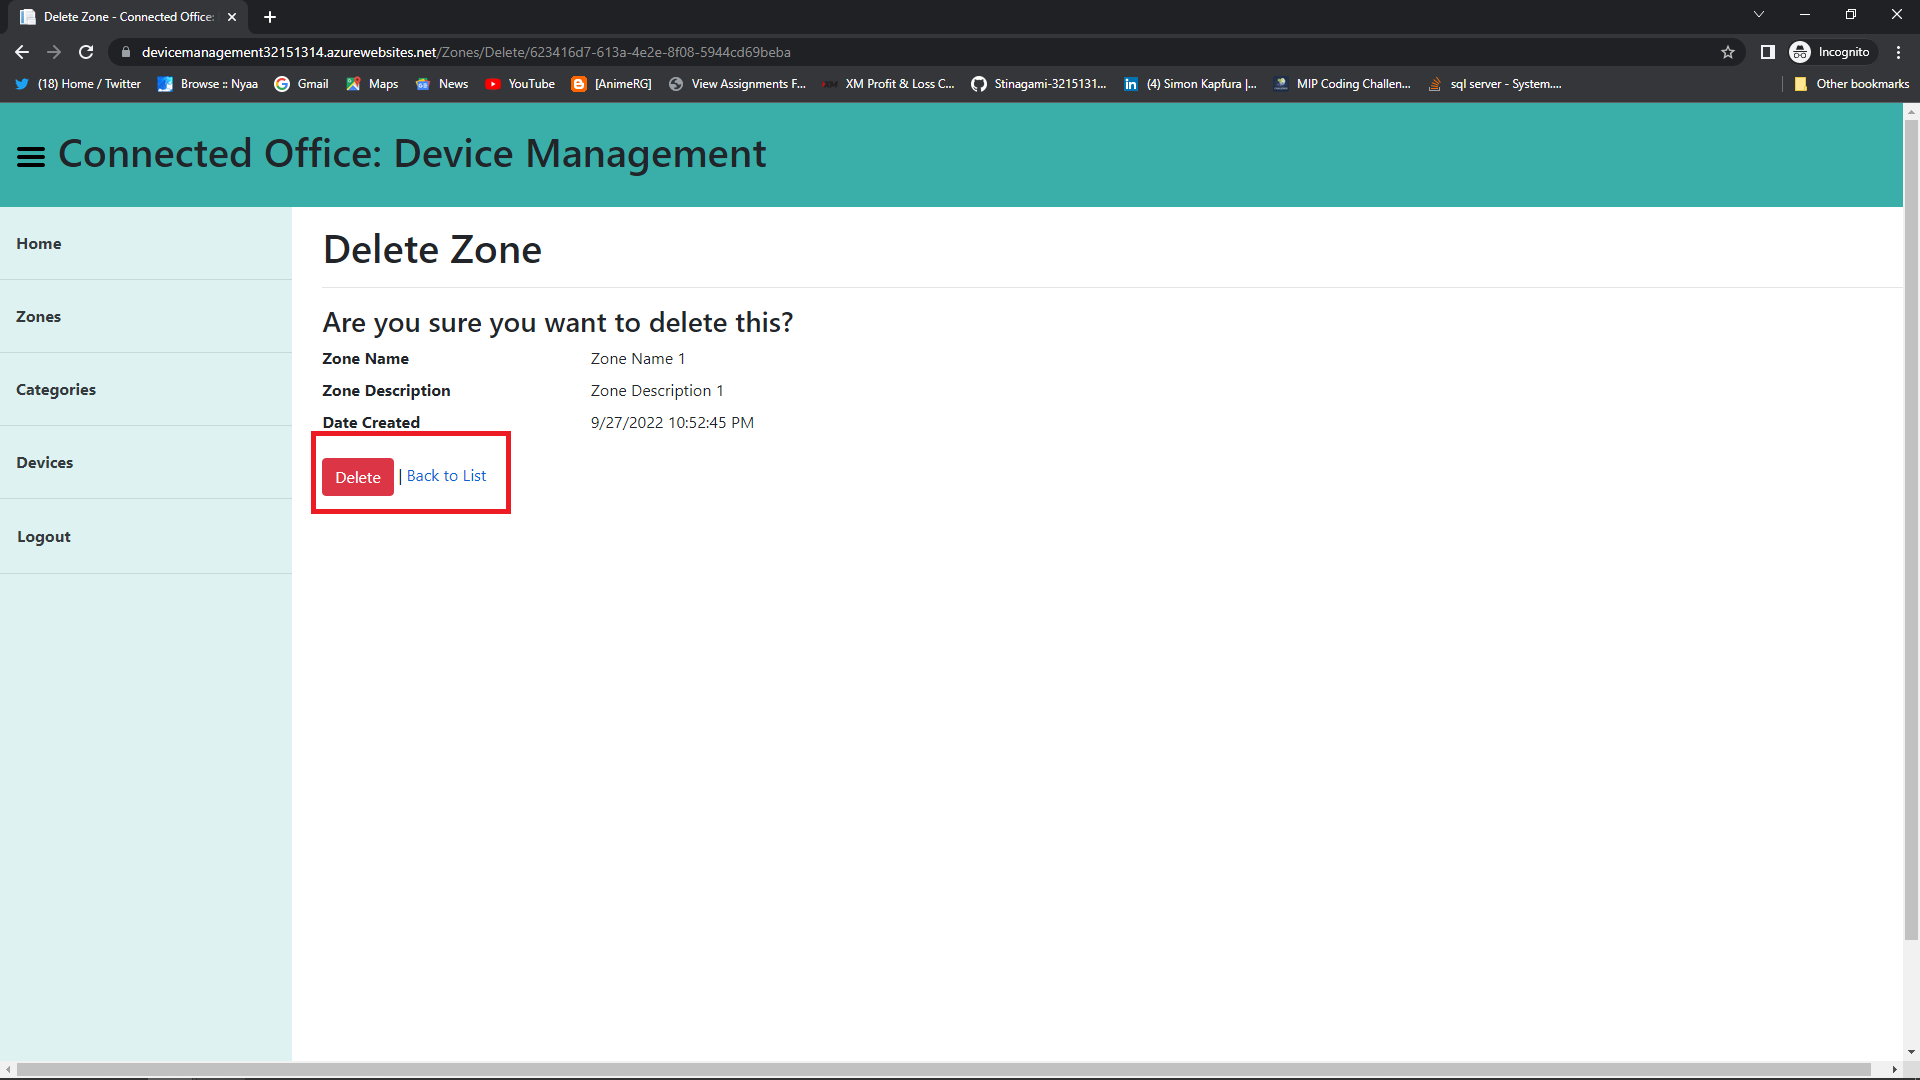 Delete Zone - Connected Office:
devicemanagement32151314.azurewebsites.net/Zones/Delete/623416d7-613a-4e2e-8f08-5944cd69beba
Incognito
(18) Home / Twitter Browse :: Nyaa Gmail Maps News YouTube [AnimeRG] View Assignments F... XM Profit & Loss C... Stinagami-3215131... (4) Simon Kapfura |... MIP Coding Challen... sql server - System.... Other bookmarks
Connected Office: Device Management
Home
Zones
Categories
Devices
Logout
Delete Zone
Are you sure you want to delete this?
Zone Name Zone Name 1
Zone Description Zone Description 1
Date Created 9/27/2022 10:52:45 PM
Delete | Back to List